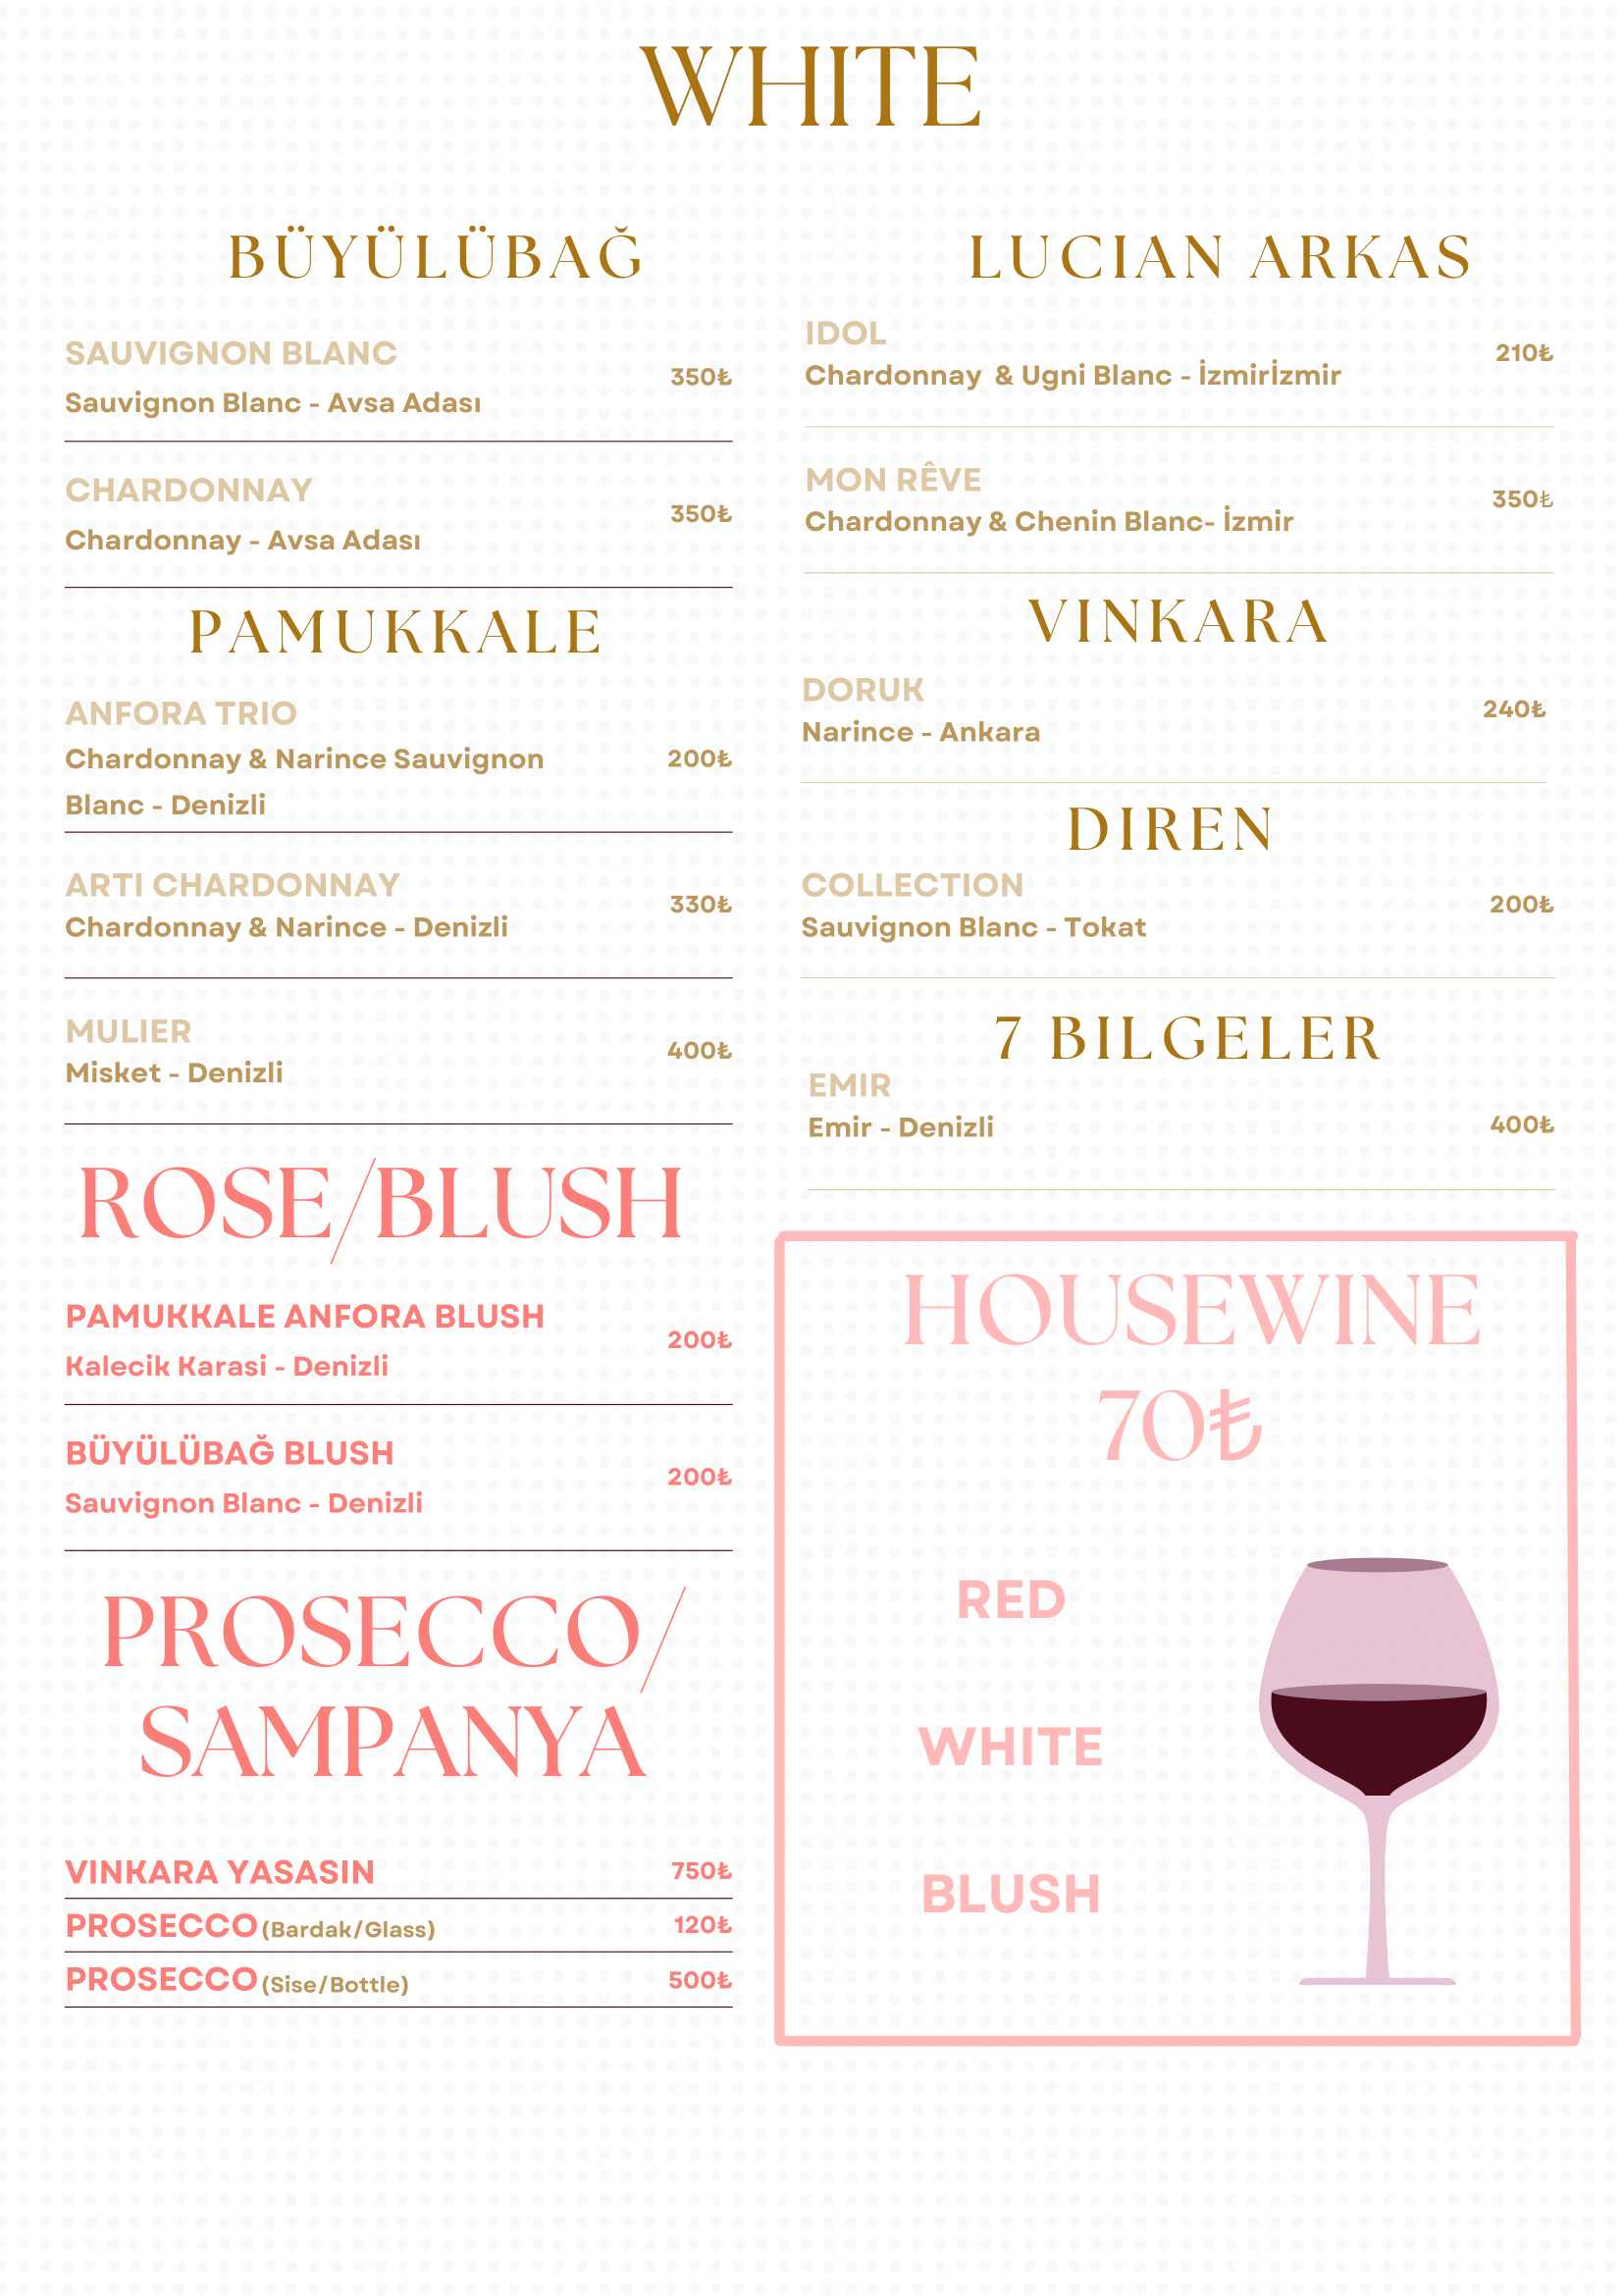 WHITE
BÜYÜLÜBAĞ
SAUVIGNON BLANC
350₺
Sauvignon Blanc - Avsa Adası
CHARDONNAY
350₺
Chardonnay - Avsa Adası
PAMUKKALE
ANFORA TRIO
Chardonnay & Narince Sauvignon
200₺
Blanc - Denizli
ARTI CHARDONNAY
330₺
Chardonnay & Narince - Denizli
MULIER
400₺
Misket - Denizli
ROSE/BLUSH
PAMUKKALE ANFORA BLUSH
200₺
Kalecik Karasi - Denizli
BÜYÜLÜBAĞ BLUSH
200₺
Sauvignon Blanc - Denizli
PROSECCO/
SAMPANYA
VINKARA YASASIN 750₺
PROSECCO (Bardak/Glass) 120₺
PROSECCO (Sise/Bottle) 500₺
LUCIAN ARKAS
IDOL
210₺
Chardonnay  & Ugni Blanc - İzmirİzmir
MON RÊVE
350₺
Chardonnay & Chenin Blanc- İzmir
VINKARA
DORUK
240₺
Narince - Ankara
DIREN
COLLECTION
200₺
Sauvignon Blanc - Tokat
7 BILGELER
EMIR
Emir - Denizli
400₺
HOUSEWINE
70₺
RED
WHITE
BLUSH